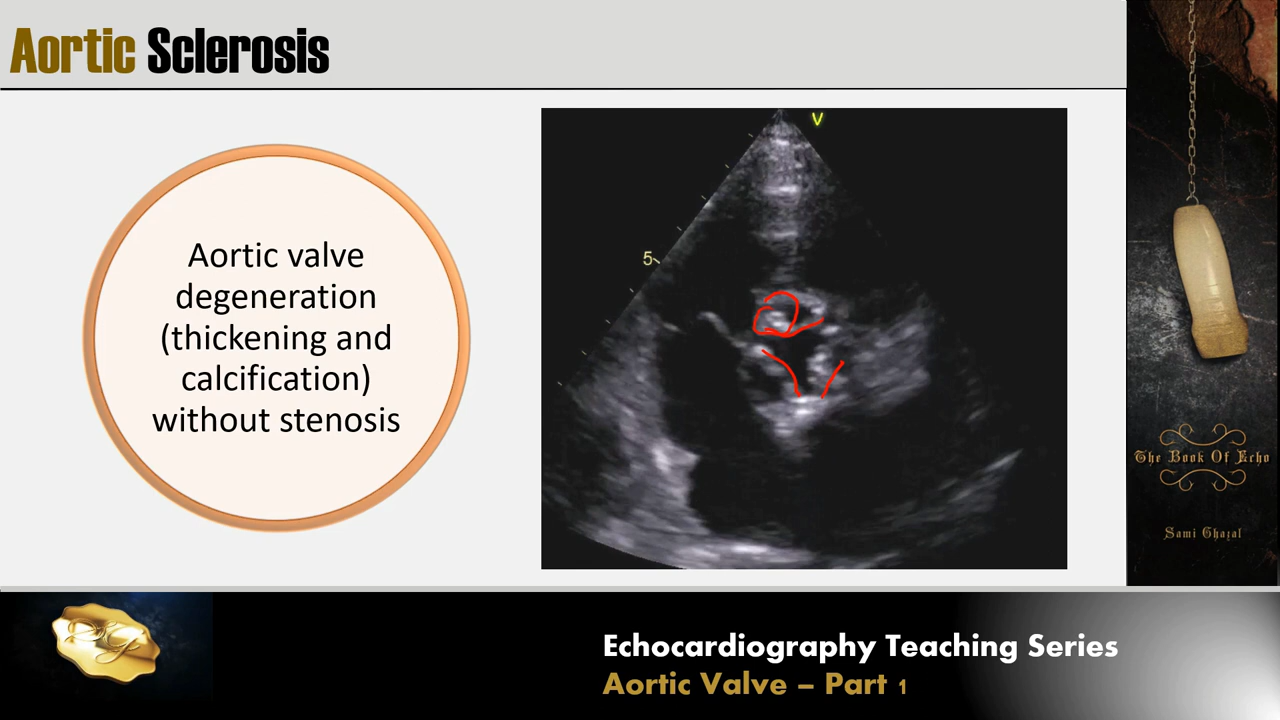 Aortic Sclerosis
Aortic valve
degeneration
(thickening and
calcification)
without stenosis
V
5
The Book Of Echo
Sami Ghazal
Echocardiography Teaching Series
Aortic Valve – Part 1